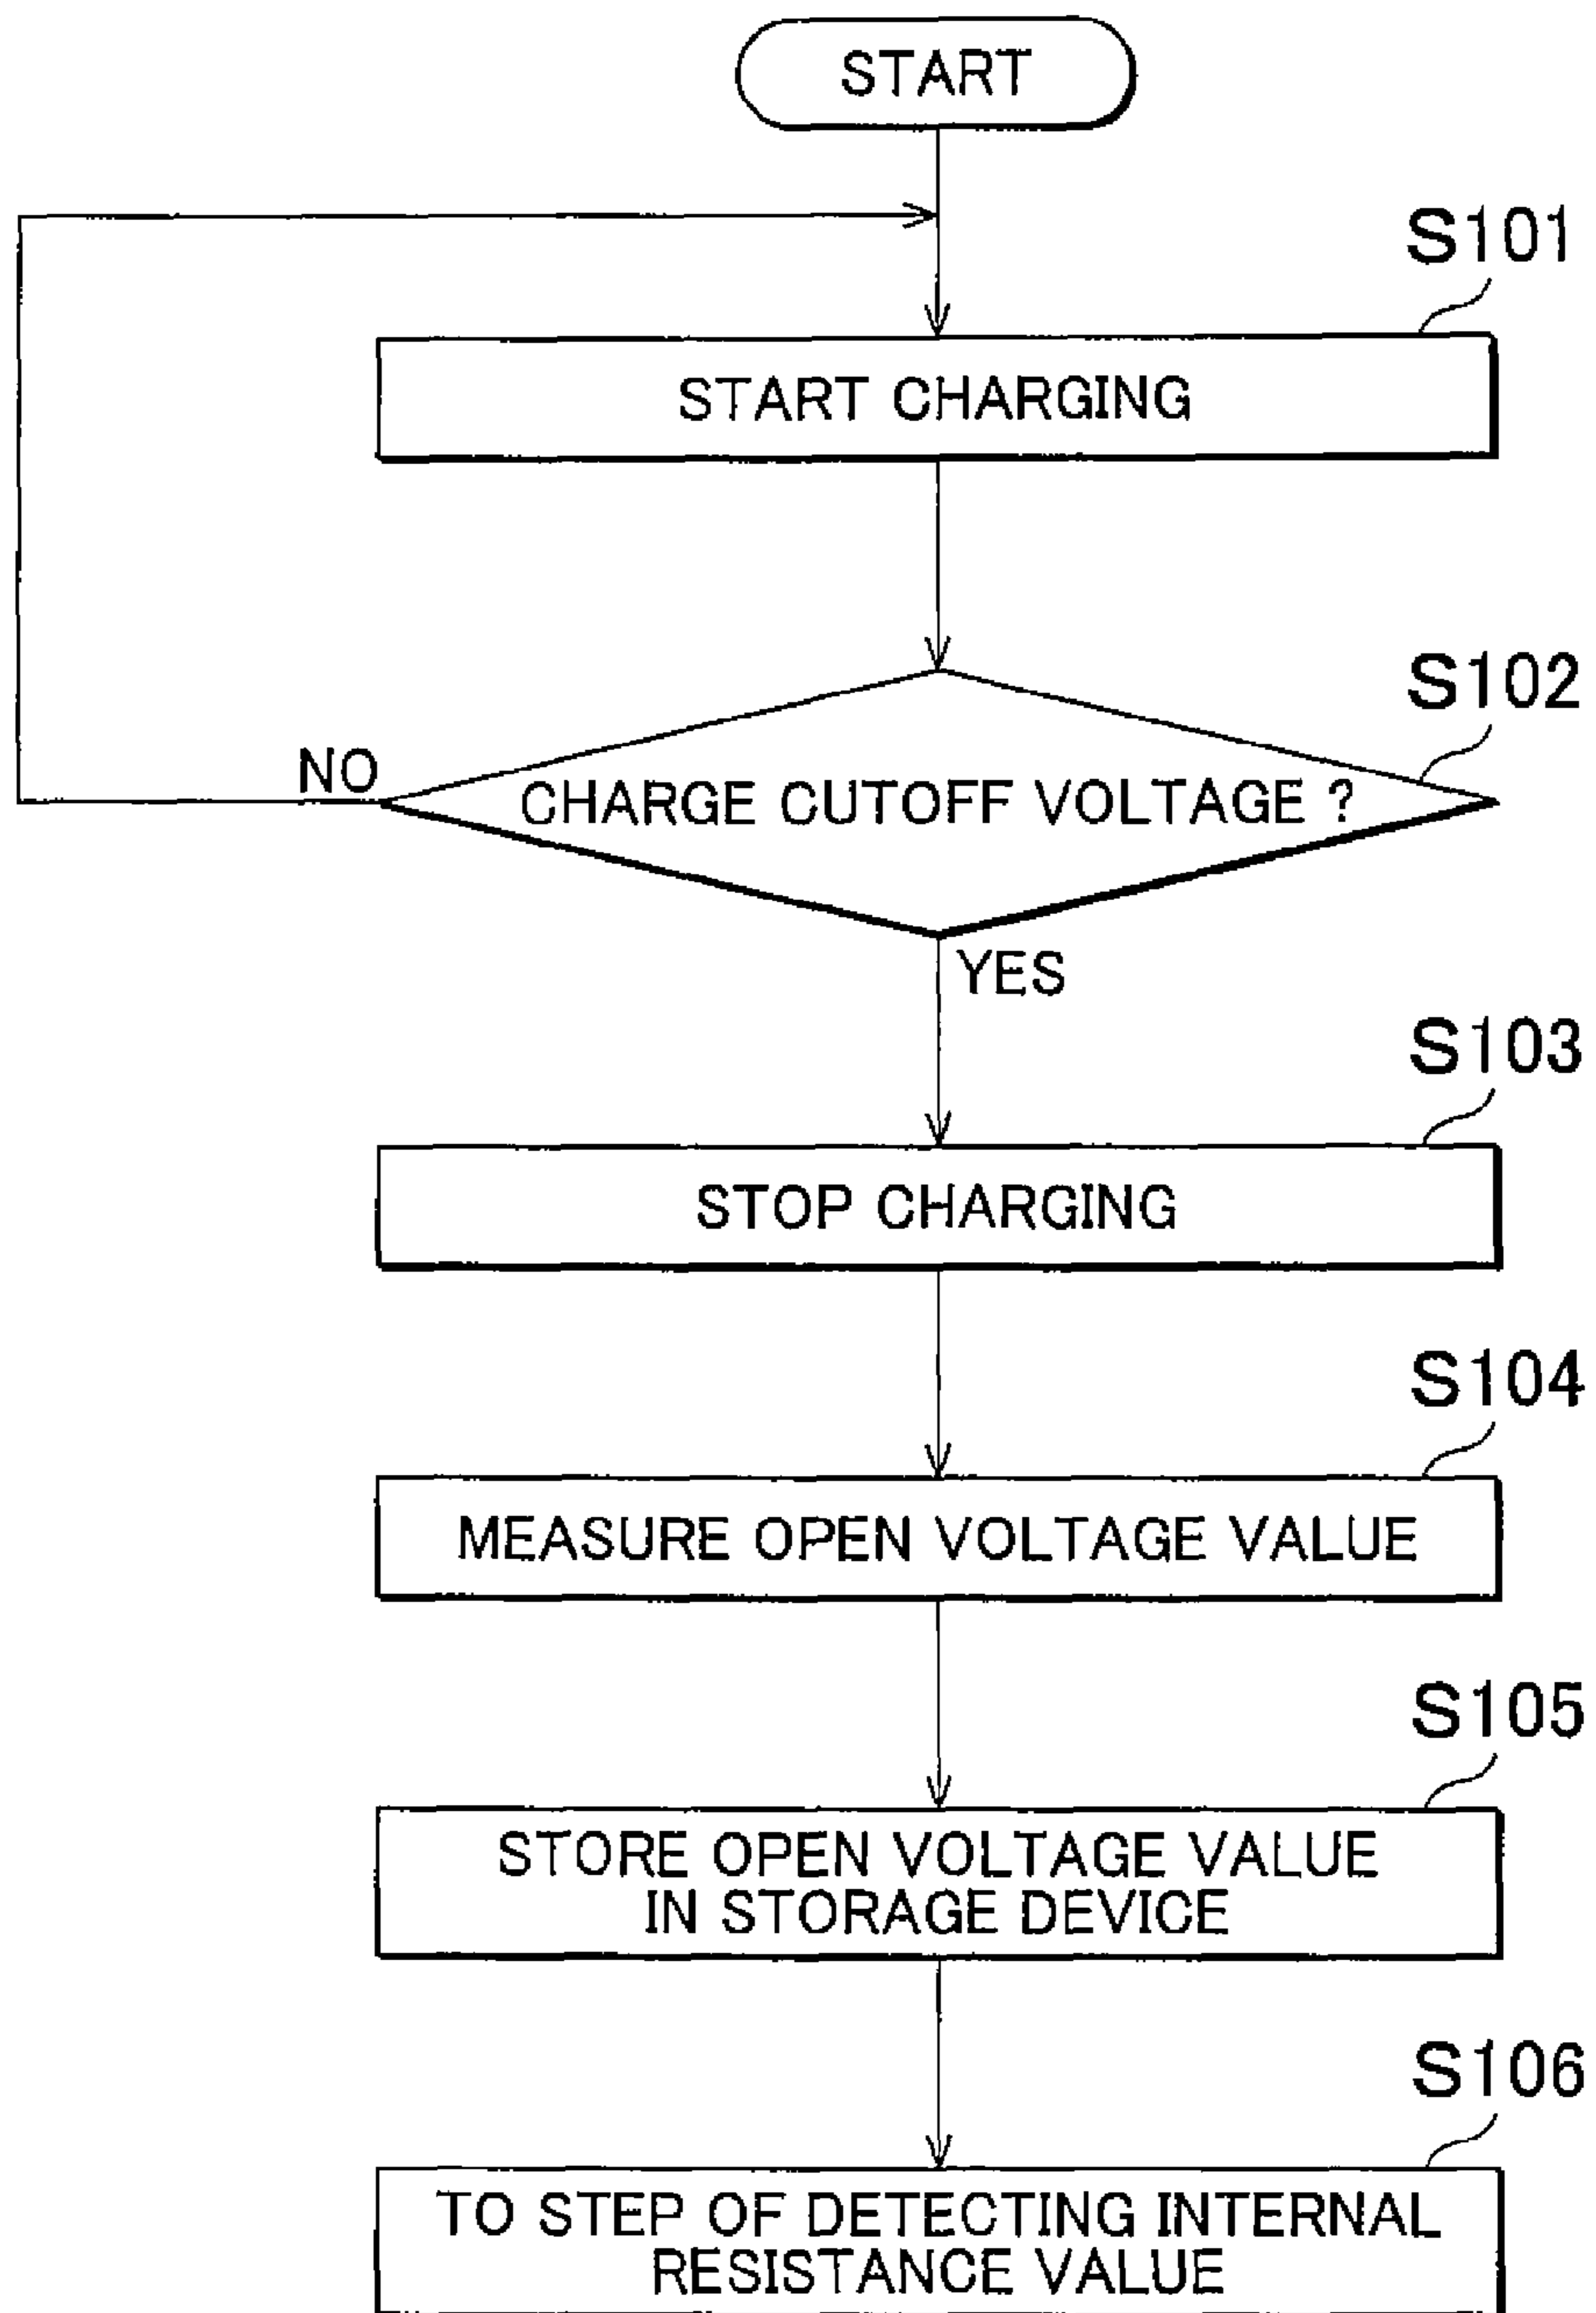 START
S101
START CHARGING
S102
NO
CHARGE CUTOFF VOLTAGE ?
YES
S103
STOP CHARGING
S104
MEASURE OPEN VOLTAGE VALUE
S105
STORE OPEN VOLTAGE VALUE
IN STORAGE DEVICE
S106
TO STEP OF DETECTING INTERNAL
RESISTANCE VALUE